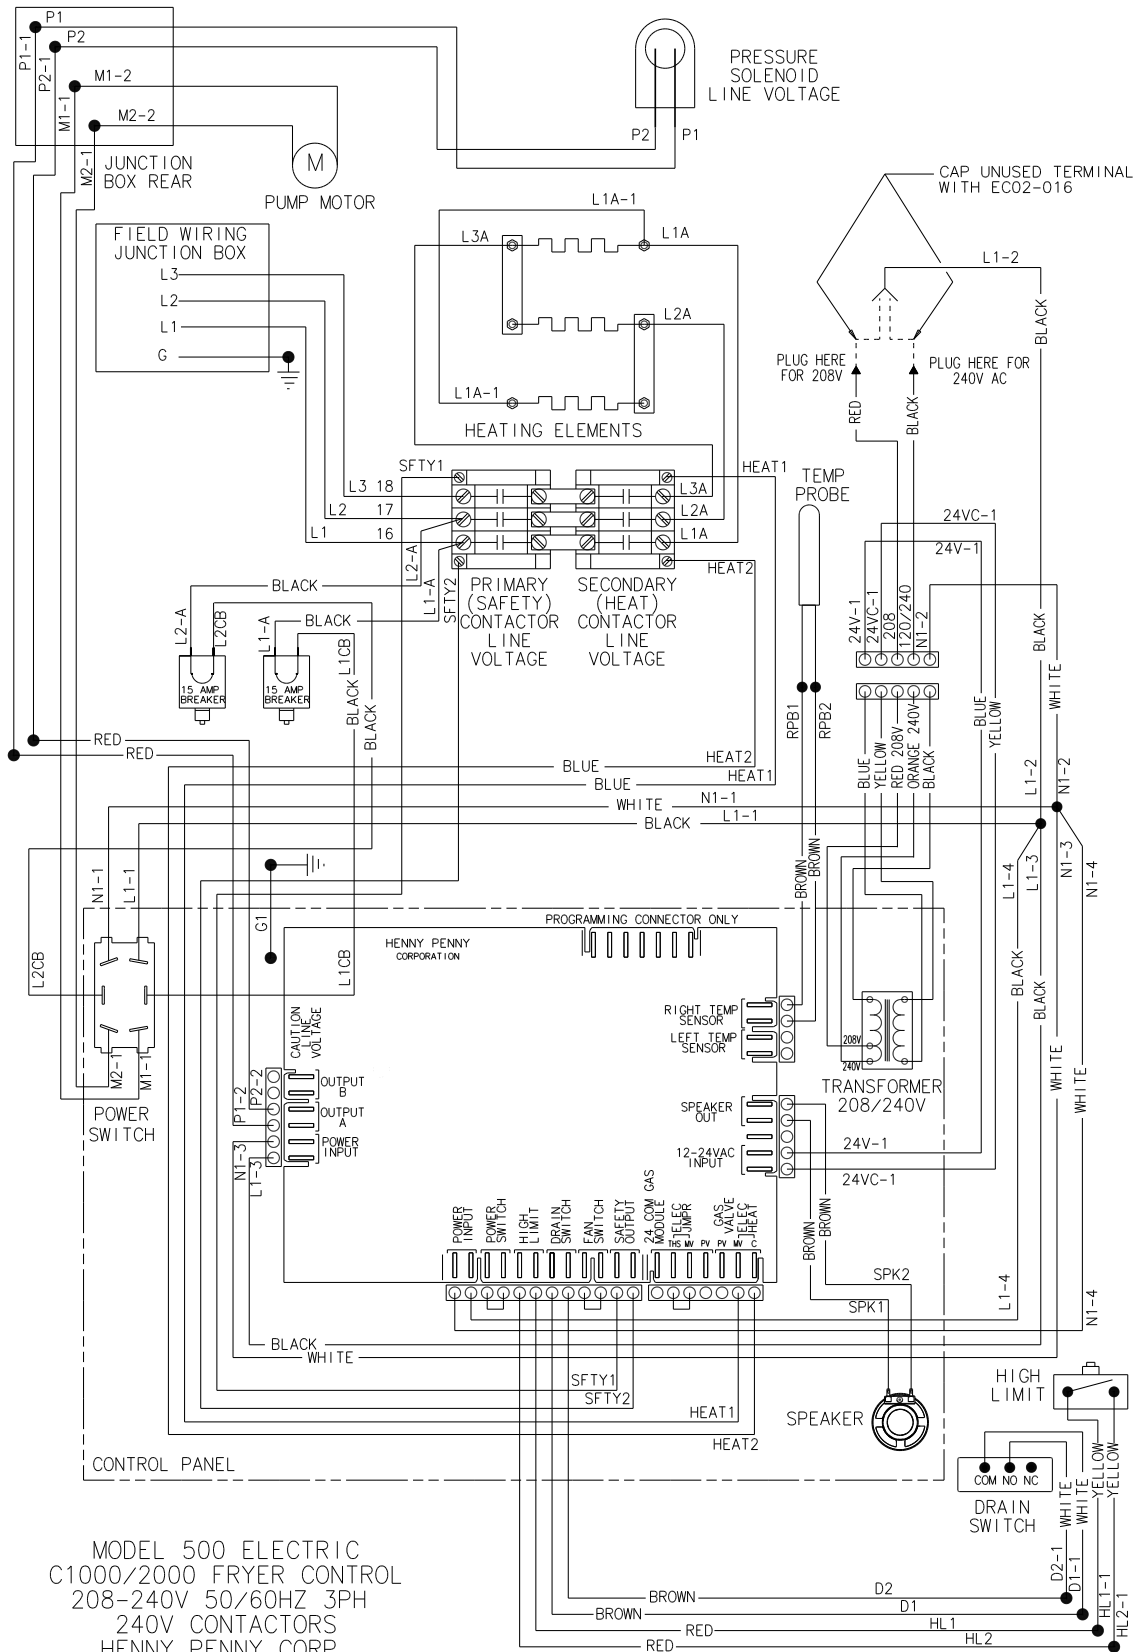 P1
P2
P1-1
P2-1
M1-2
M1-1
M2-2
M2-1
JUNCTION
BOX REAR
M
PUMP MOTOR
P2
P1
PRESSURE
SOLENOID
LINE VOLTAGE
CAP UNUSED TERMINAL
WITH EC02-016
FIELD WIRING
JUNCTION BOX
L3
L2
L1
G
L1A-1
L3A
L1A
L2A
L1A-1
HEATING ELEMENTS
L1-2
BLACK
PLUG HERE
FOR 208V
PLUG HERE FOR
240V AC
RED
BLACK
SFTY1
HEAT1
L3 18
L2 17
L1 16
L3A
L2A
L1A
L2-A
L1-A
SFTY2
HEAT2
PRIMARY
(SAFETY)
CONTACTOR
LINE
VOLTAGE
SECONDARY
(HEAT)
CONTACTOR
LINE
VOLTAGE
TEMP
PROBE
24VC-1
24V-1
24V-1
24VC-1
208
120/240
N1-2
BLACK
BLACK
L2-A
L2CB
L1-A
L1CB
15 AMP
BREAKER
15 AMP
BREAKER
BLACK
BLACK
RED
RED
RPB1
RPB2
BLUE
YELLOW
BLACK
WHITE
BLUE
YELLOW
RED 208V
ORANGE 240V
BLACK
HEAT2
BLUE
HEAT1
BLUE
WHITE
N1-1
BLACK
L1-1
L1-2
N1-2
BROWN
BROWN
L1-4
L1-3
N1-3
N1-4
N1-1
L1-1
G1
L2CB
L1CB
PROGRAMMING CONNECTOR ONLY
HENNY PENNY
CORPORATION
BLACK
BLACK
CAUTION
LINE
VOLTAGE
RIGHT TEMP
SENSOR
LEFT TEMP
SENSOR
208V
240V
TRANSFORMER
208/240V
WHITE
WHITE
M2-1
M1-1
POWER
SWITCH
P1-2
P2-2
N1-3
L1-3
OUTPUT
B
OUTPUT
A
POWER
INPUT
SPEAKER
OUT
12-24VAC
INPUT
24V-1
24VC-1
POWER
INPUT
POWER
SWITCH
HIGH
LIMIT
DRAIN
SWITCH
FAN
SWITCH
SAFETY
OUTPUT
24 COM GAS
MODULE
ELEC
JMPR
GAS
VALVE
ELEC
HEAT
THS
MV
PV
PV
MV
C
BROWN
BROWN
SPK2
SPK1
L1-4
N1-4
BLACK
WHITE
SFTY1
SFTY2
HEAT1
HEAT2
SPEAKER
HIGH
LIMIT
CONTROL PANEL
COM NO NC
DRAIN
SWITCH
WHITE
WHITE
YELLOW
YELLOW
D2-1
D1-1
HL1-1
HL2-1
BROWN
D2
BROWN
D1
RED
HL1
RED
HL2
MODEL 500 ELECTRIC
C1000/2000 FRYER CONTROL
208-240V 50/60HZ 3PH
240V CONTACTORS
HENNY PENNY CORP